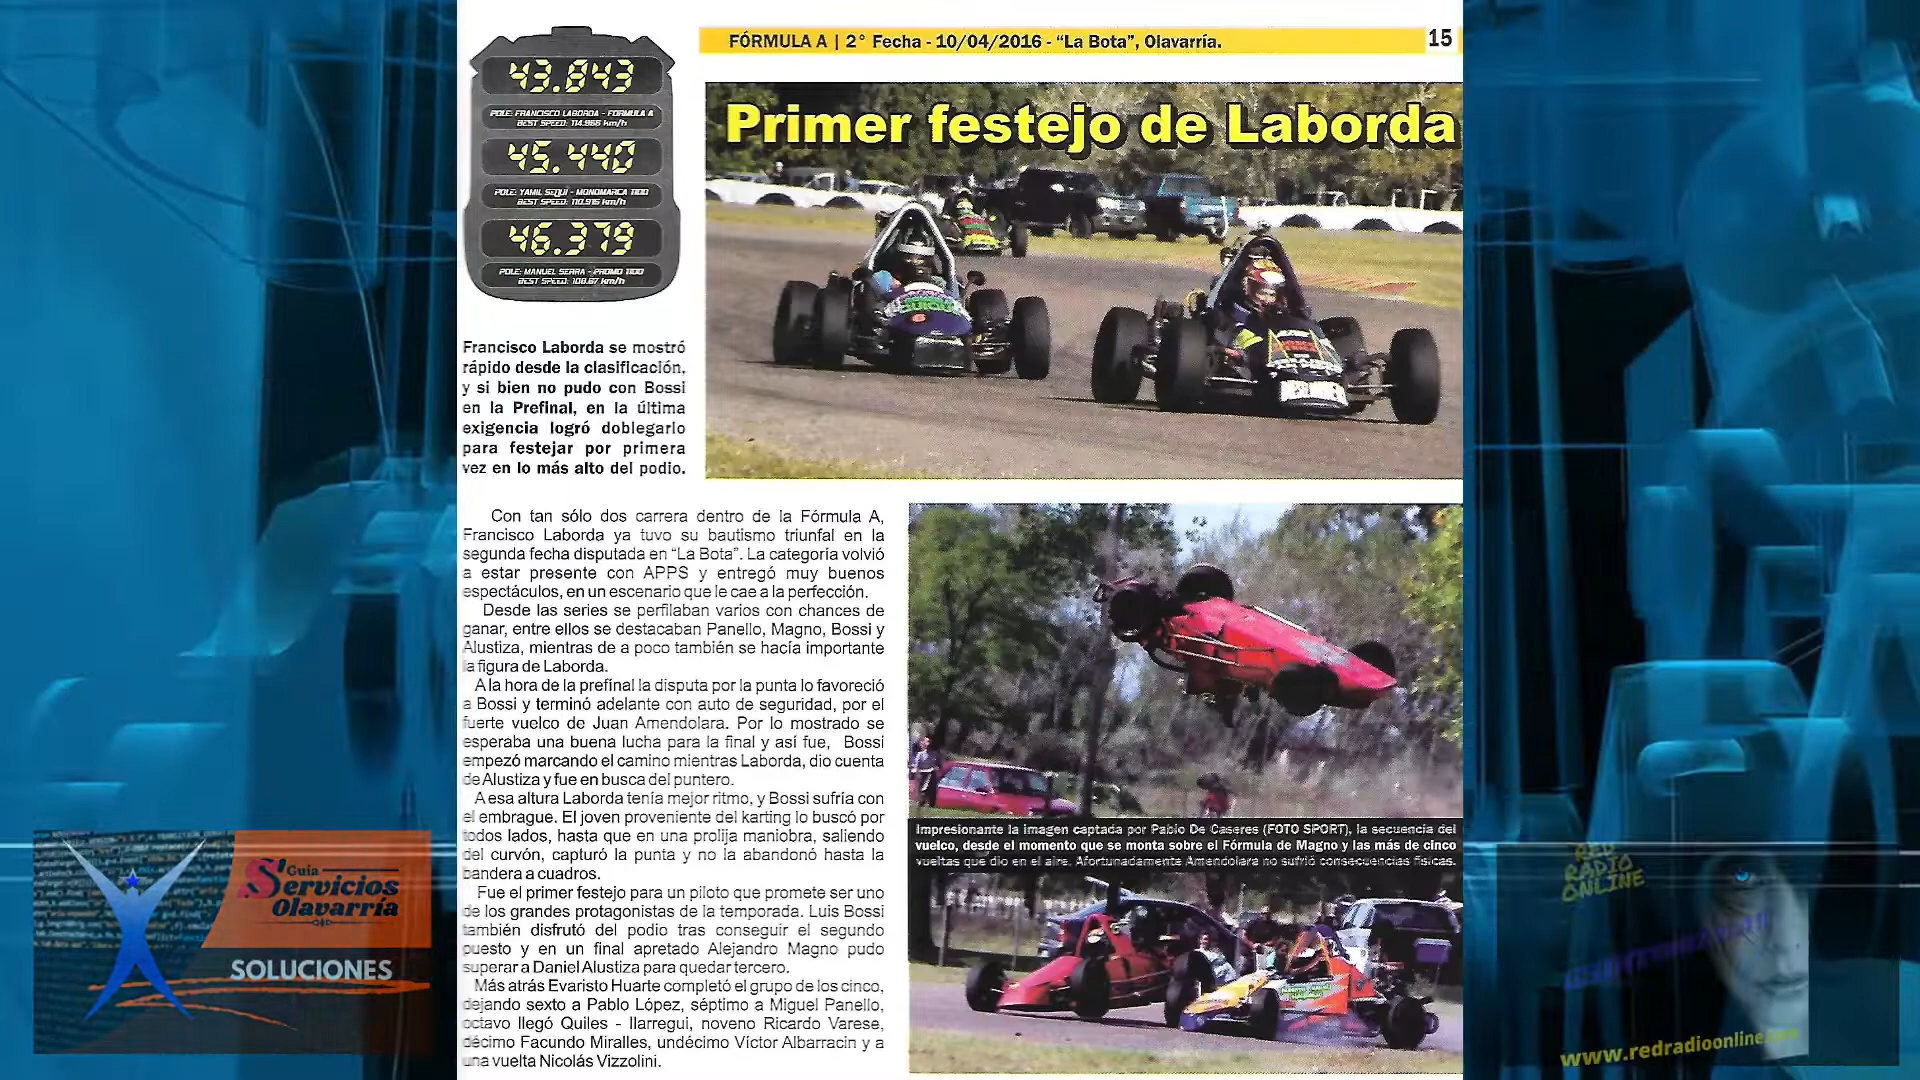 43.843
POLE: FRANCISCO LABORDA - FORMULA A
BEST SPEED: 114.966 km/h
45.440
POLE: YAMIL SEQUI - MONOMARCA 1100
BEST SPEED: 110.915 km/h
46.379
POLE: MANUEL SERRA - PROMO 1100
BEST SPEED: 108.67 km/h
FÓRMULA A | 2° Fecha - 10/04/2016 - “La Bota”, Olavarría.
15
Primer festejo de Laborda
Francisco Laborda se mostró
rápido desde la clasificación,
y si bien no pudo con Bossi
en la Prefinal, en la última
exigencia logró doblegarlo
para festejar por primera
vez en lo más alto del podio.
Con tan sólo dos carrera dentro de la Fórmula A,
Francisco Laborda ya tuvo su bautismo triunfal en la
segunda fecha disputada en “La Bota”. La categoría volvió
a estar presente con APPS y entregó muy buenos
espectáculos, en un escenario que le cae a la perfección.
Desde las series se perfilaban varios con chances de
ganar, entre ellos se destacaban Panello, Magno, Bossi y
Alustiza, mientras de a poco también se hacía importante
la figura de Laborda.
A la hora de la prefinal la disputa por la punta lo favoreció
a Bossi y terminó adelante con auto de seguridad, por el
fuerte vuelco de Juan Amendolara. Por lo mostrado se
esperaba una buena lucha para la final y así fue, Bossi
empezó marcando el camino mientras Laborda, dio cuenta
de Alustiza y fue en busca del puntero.
A esa altura Laborda tenía mejor ritmo, y Bossi sufría con
el embrague. El joven proveniente del karting lo buscó por
todos lados, hasta que en una prolija maniobra, saliendo
del curvón, capturó la punta y no la abandonó hasta la
bandera a cuadros.
Fue el primer festejo para un piloto que promete ser uno
de los grandes protagonistas de la temporada. Luis Bossi
también disfrutó del podio tras conseguir el segundo
puesto y en un final apretado Alejandro Magno pudo
superar a Daniel Alustiza para quedar tercero.
Más atrás Evaristo Huarte completó el grupo de los cinco,
dejando sexto a Pablo López, séptimo a Miguel Panello,
octavo llegó Quiles - Ilarregui, noveno Ricardo Varese,
décimo Facundo Miralles, undécimo Víctor Albarracin y a
una vuelta Nicolás Vizzolini.
Impresionante la imagen captada por Pablo De Caseres (FOTO SPORT), la secuencia del
vuelco, desde el momento que se monta sobre el Fórmula de Magno y las más de cinco
vueltas que dio en el aire. Afortunadamente Amendolara no sufrió consecuencias físicas.
Guia
Servicios
Olavarría
SOLUCIONES
RED
RADIO
ONLINE
www.redradioonline.com